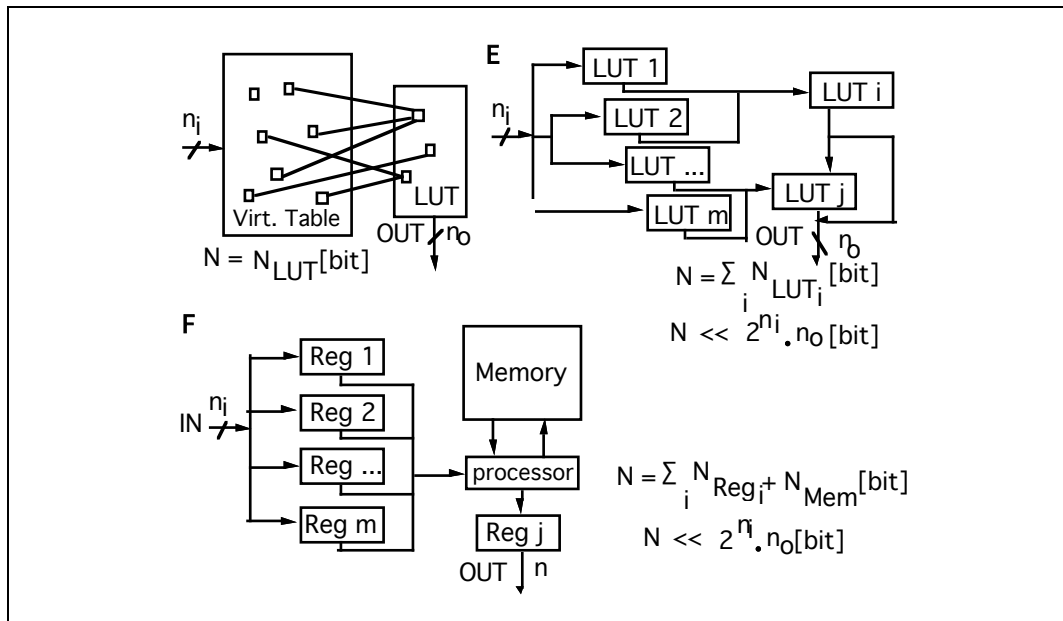 n_i
Virt. Table
LUT
OUT n_o
N = N_LUT[bit]
E
LUT 1
LUT i
n_i
LUT 2
LUT ...
LUT j
LUT m
OUT n_o
N = Σ_i N_LUT_i [bit]
N << 2^n_i . n_o [bit]
F
Reg 1
Memory
IN n_i
Reg 2
Reg ...
processor
Reg m
Reg j
OUT n
N = Σ_i N_Reg_i + N_Mem [bit]
N << 2^n_i . n_o[bit]